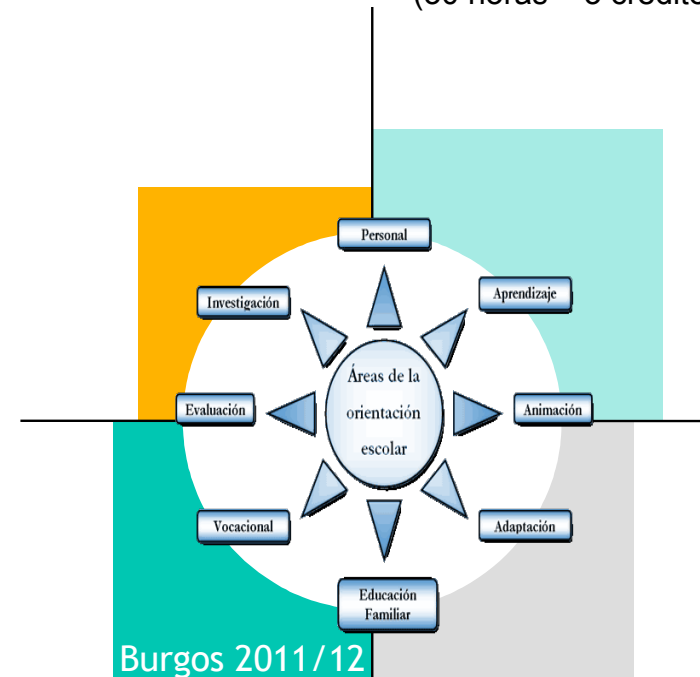 Personal
Aprendizaje
Investigación
Áreas de la
orientación
escolar
Evaluación
Animación
Vocacional
Adaptación
Educación
Familiar
Burgos 2011/12